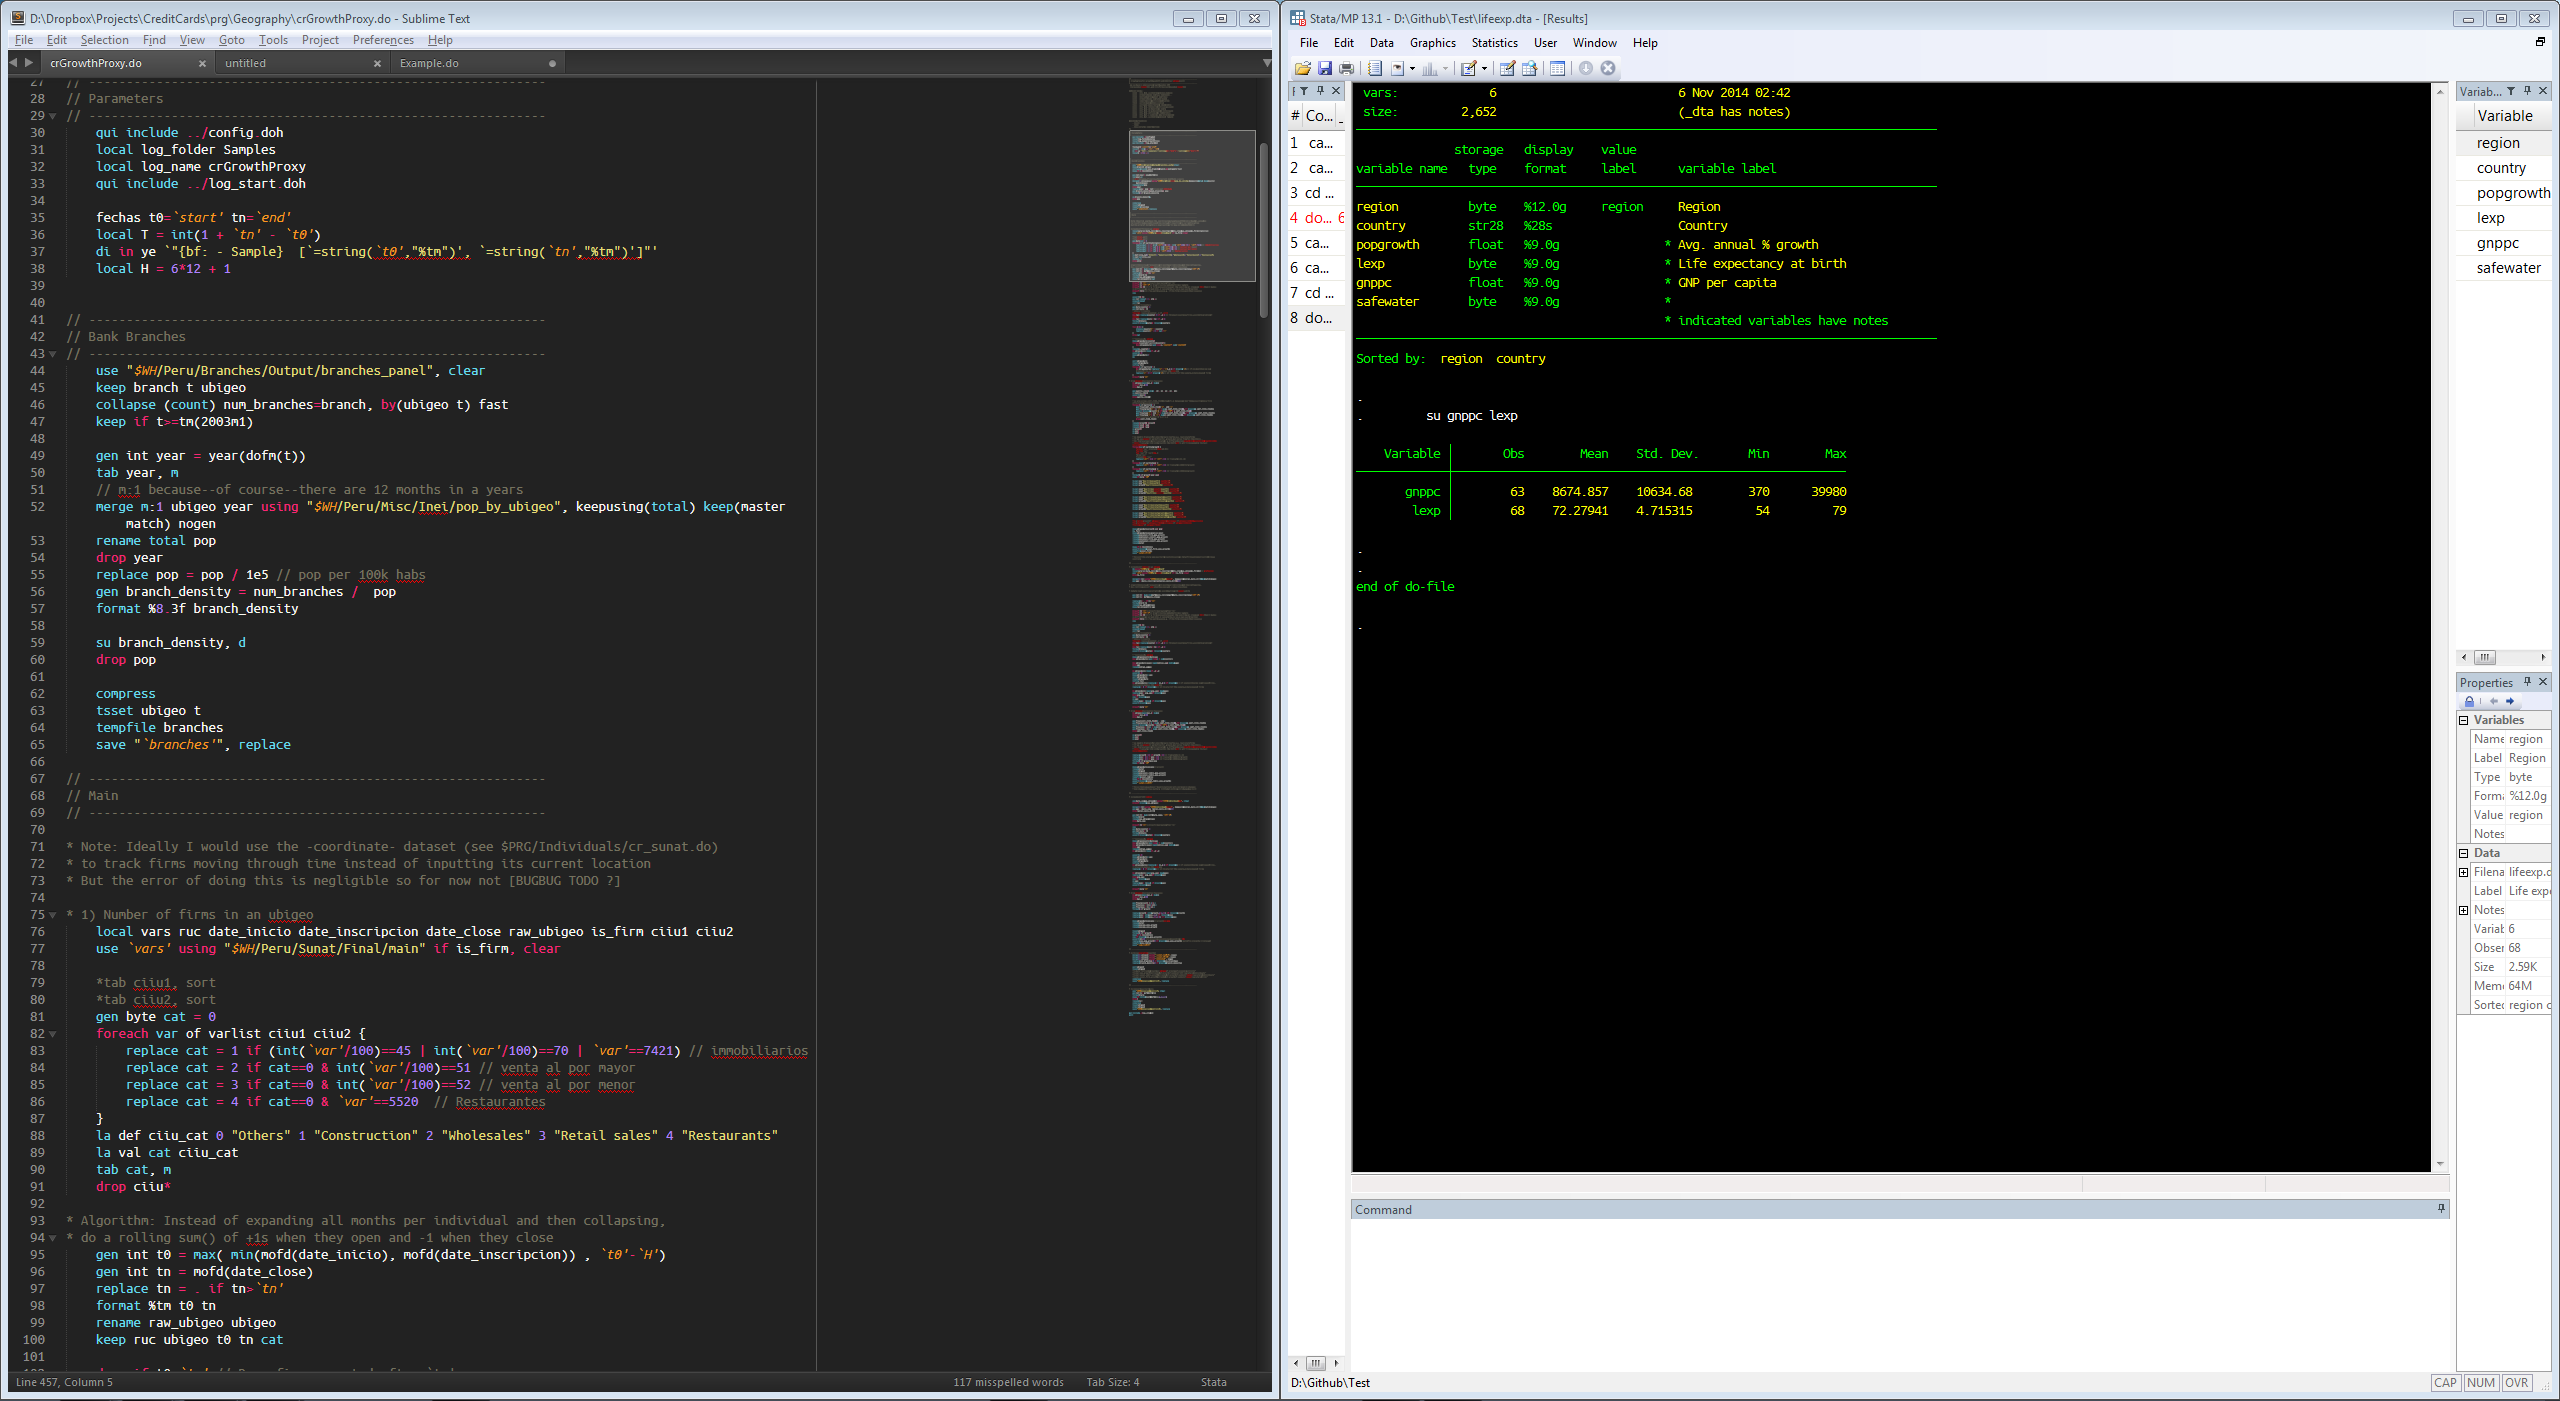 D:\Dropbox\Projects\CreditCards\prg\Geography\crGrowthProxy.do - Sublime Text
File Edit Selection Find View Goto Tools Project Preferences Help
crGrowthProxy.do untitled Example.do
27 // -------------------------------------------------------------
28 // Parameters
29 // -------------------------------------------------------------
30 qui include ../config.doh
31 local log_folder Samples
32 local log_name crGrowthProxy
33 qui include ../log_start.doh
34
35 fechas t0=`start' tn=`end'
36 local T = int(1 + `tn' - `t0')
37 di in ye `"{bf: - Sample}  [`=string(`t0',"%tm")', `=string(`tn',"%tm")']"'
38 local H = 6*12 + 1
39
40
41 // -------------------------------------------------------------
42 // Bank Branches
43 // -------------------------------------------------------------
44 use "$WH/Peru/Branches/Output/branches_panel", clear
45 keep branch t ubigeo
46 collapse (count) num_branches=branch, by(ubigeo t) fast
47 keep if t>=tm(2003m1)
48
49 gen int year = year(dofm(t))
50 tab year, m
51 // m:1 because--of course--there are 12 months in a years
52 merge m:1 ubigeo year using "$WH/Peru/Misc/Inei/pop_by_ubigeo", keepusing(total) keep(master
match) nogen
53 rename total pop
54 drop year
55 replace pop = pop / 1e5 // pop per 100k habs
56 gen branch_density = num_branches /  pop
57 format %8.3f branch_density
58
59 su branch_density, d
60 drop pop
61
62 compress
63 tsset ubigeo t
64 tempfile branches
65 save "`branches'", replace
66
67 // -------------------------------------------------------------
68 // Main
69 // -------------------------------------------------------------
70
71 * Note: Ideally I would use the -coordinate- dataset (see $PRG/Individuals/cr_sunat.do)
72 * to track firms moving through time instead of inputting its current location
73 * But the error of doing this is negligible so for now not [BUGBUG TODO ?]
74
75 * 1) Number of firms in an ubigeo
76 local vars ruc date_inicio date_inscripcion date_close raw_ubigeo is_firm ciiu1 ciiu2
77 use `vars' using "$WH/Peru/Sunat/Final/main" if is_firm, clear
78
79 *tab ciiu1, sort
80 *tab ciiu2, sort
81 gen byte cat = 0
82 foreach var of varlist ciiu1 ciiu2 {
83 replace cat = 1 if (int(`var'/100)==45 | int(`var'/100)==70 | `var'==7421) // immobiliarios
84 replace cat = 2 if cat==0 & int(`var'/100)==51 // venta al por mayor
85 replace cat = 3 if cat==0 & int(`var'/100)==52 // venta al por menor
86 replace cat = 4 if cat==0 & `var'==5520  // Restaurantes
87 }
88 la def ciiu_cat 0 "Others" 1 "Construction" 2 "Wholesales" 3 "Retail sales" 4 "Restaurants"
89 la val cat ciiu_cat
90 tab cat, m
91 drop ciiu*
92
93 * Algorithm: Instead of expanding all months per individual and then collapsing,
94 * do a rolling sum() of +1s when they open and -1 when they close
95 gen int t0 = max( min(mofd(date_inicio), mofd(date_inscripcion)) , `t0'-`H')
96 gen int tn = mofd(date_close)
97 replace tn = . if tn>`tn'
98 format %tm t0 tn
99 rename raw_ubigeo ubigeo
100 keep ruc ubigeo t0 tn cat
101
Line 457, Column 5
117 misspelled words Tab Size: 4 Stata
Stata/MP 13.1 - D:\Github\Test\lifeexp.dta - [Results]
File Edit Data Graphics Statistics User Window Help
# Co...
1 ca...
2 ca...
3 cd ...
4 do... 6
5 ca...
6 ca...
7 cd ...
8 do...
vars: 6 6 Nov 2014 02:42
size: 2,652 (_dta has notes)
storage display value
variable name type format label variable label
region byte %12.0g region Region
country str28 %28s Country
popgrowth float %9.0g * Avg. annual % growth
lexp byte %9.0g * Life expectancy at birth
gnppc float %9.0g * GNP per capita
safewater byte %9.0g *
* indicated variables have notes
Sorted by: region country
.
. su gnppc lexp
Variable Obs Mean Std. Dev. Min Max
gnppc 63 8674.857 10634.68 370 39980
lexp 68 72.27941 4.715315 54 79
.
.
end of do-file
.
Command
D:\Github\Test
CAP NUM OVR
Variab...
Variable
region
country
popgrowth
lexp
gnppc
safewater
Properties
Variables
Name region
Label Region
Type byte
Forma %12.0g
Value region
Notes
Data
Filena lifeexp.d
Label Life expe
Notes
Variab 6
Obser 68
Size 2.59K
Memo 64M
Sorted region c